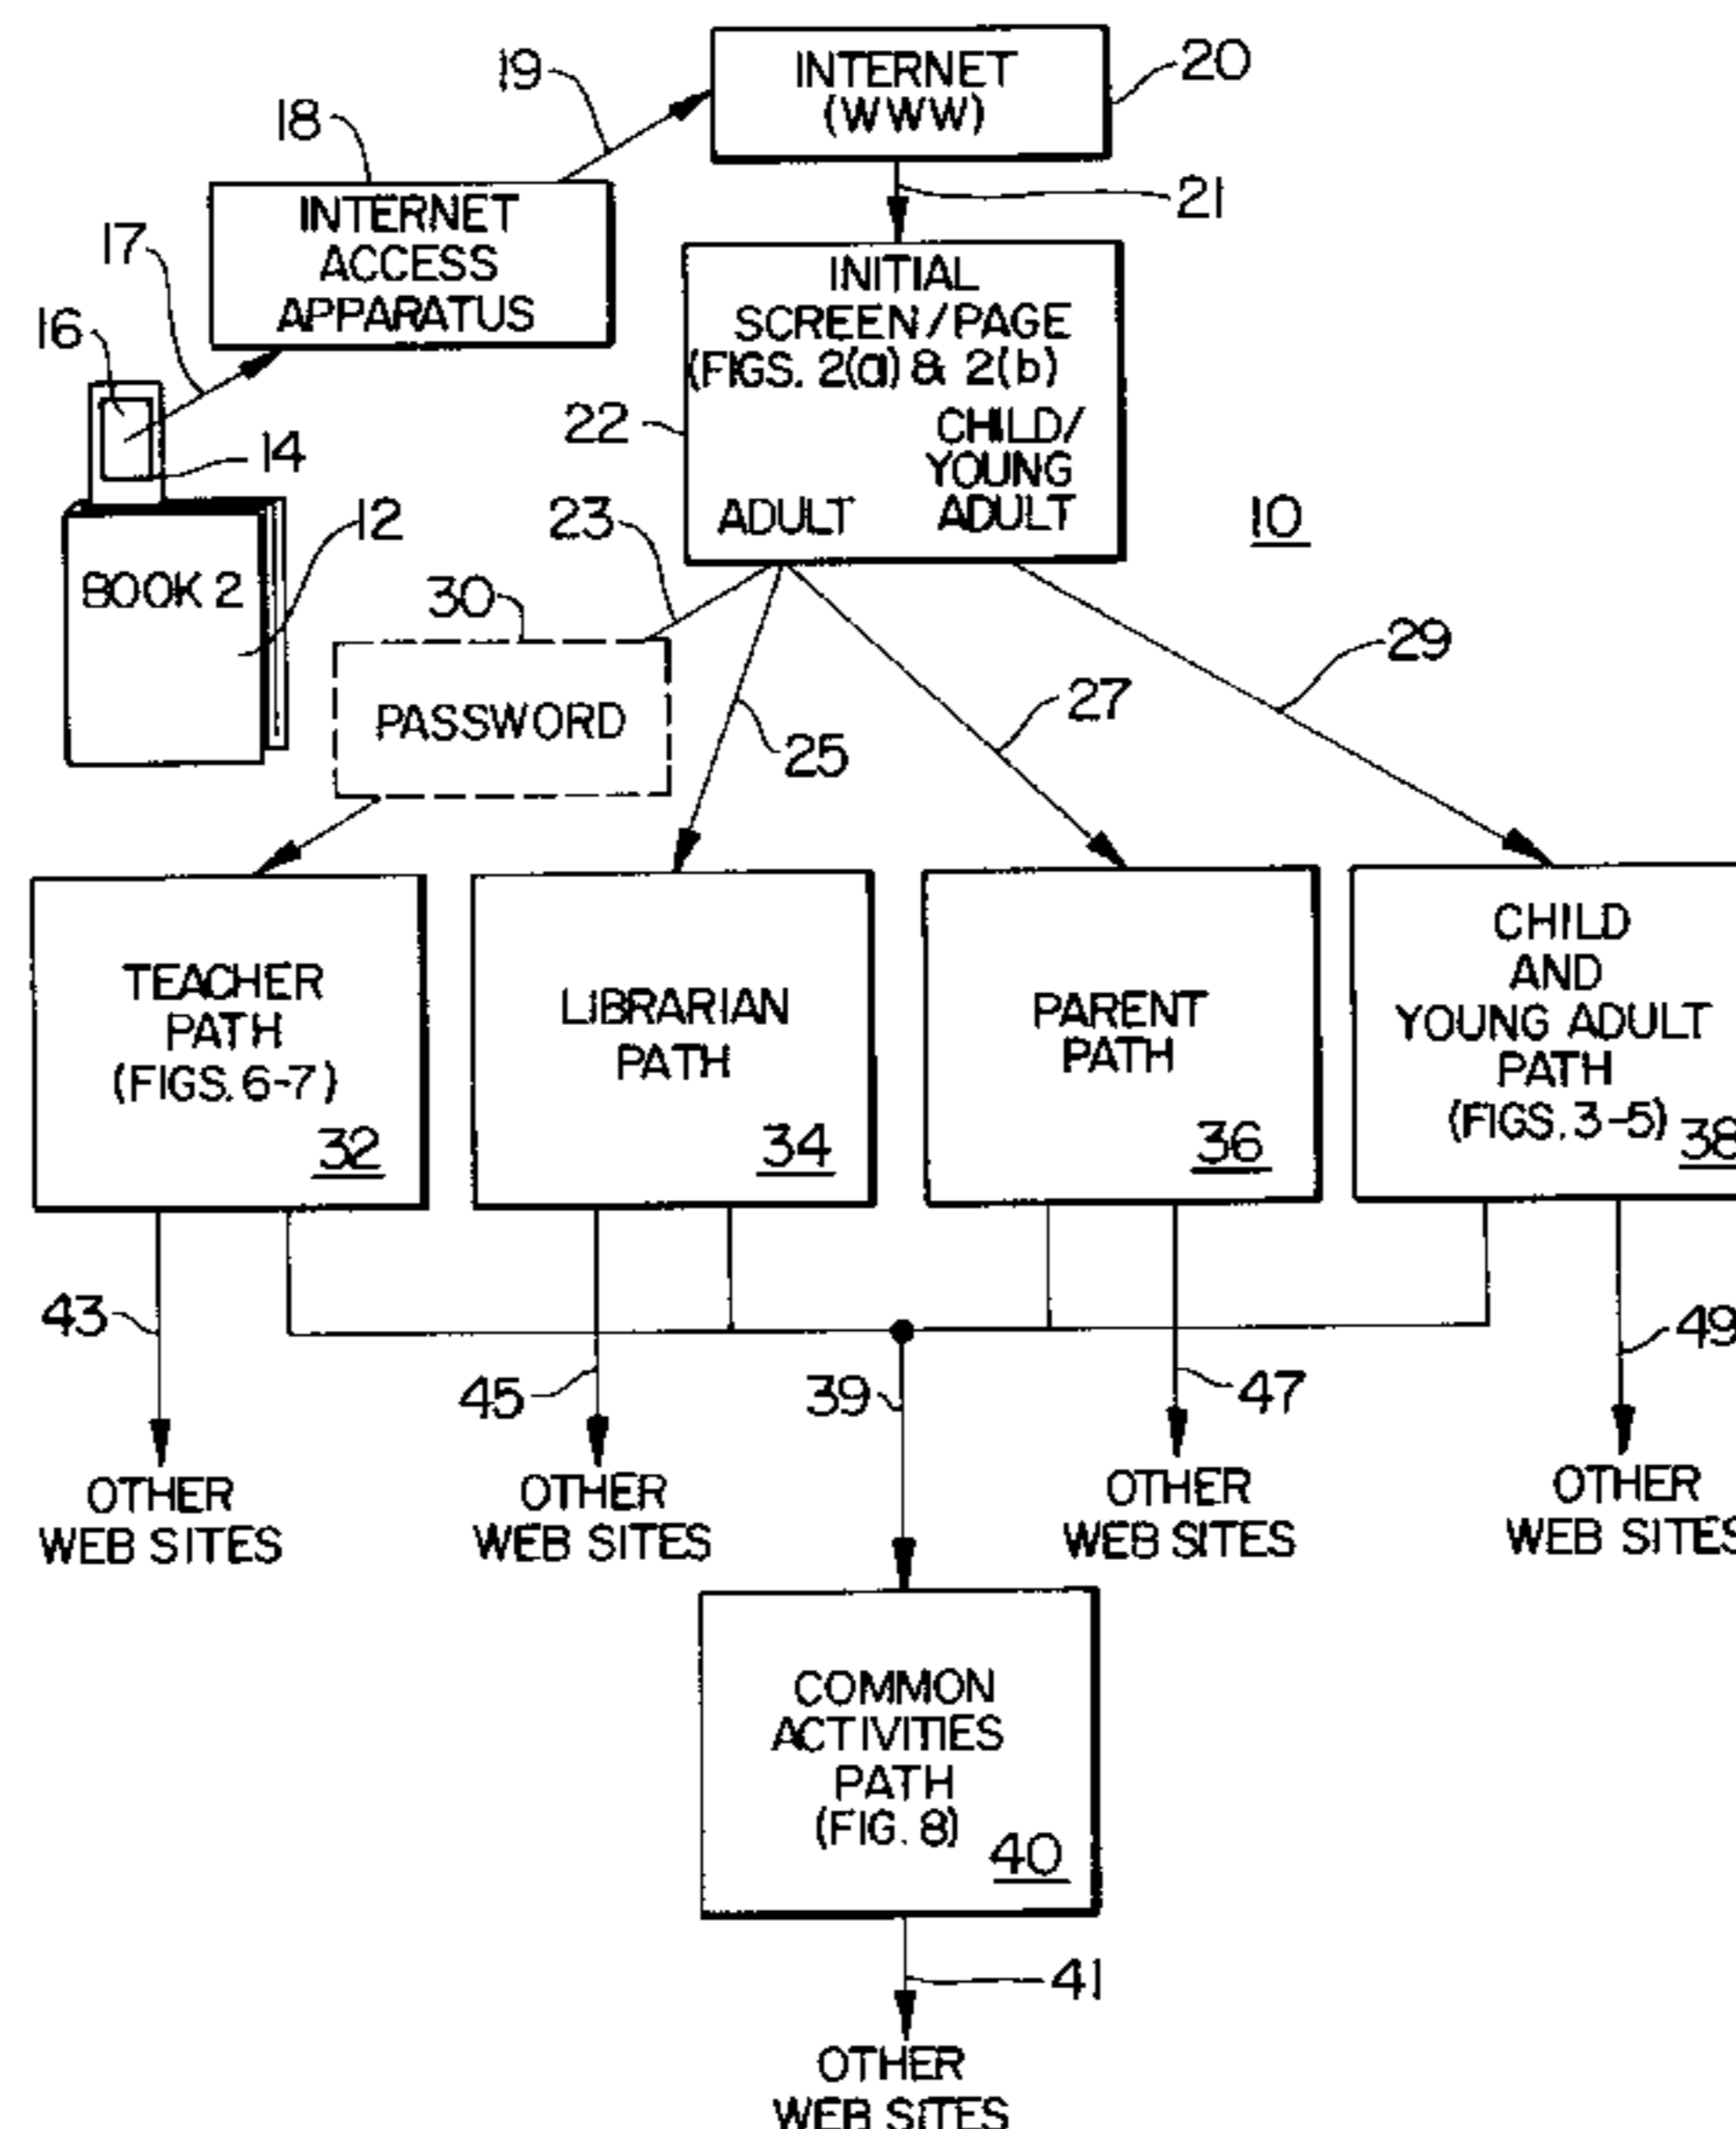 19
INTERNET
(WWW)
20
18
INTERNET
ACCESS
APPARATUS
21
17
16
INITIAL
SCREEN/PAGE
(FIGS. 2(a) & 2(b)
CHILD/
YOUNG
ADULT
ADULT
22
14
12
23
10
BOOK 2
30
PASSWORD
25
27
29
TEACHER
PATH
(FIGS. 6-7)
32
LIBRARIAN
PATH
34
PARENT
PATH
36
CHILD
AND
YOUNG ADULT
PATH
(FIGS. 3-5)
38
43
45
39
47
49
OTHER
WEB SITES
OTHER
WEB SITES
OTHER
WEB SITES
OTHER
WEB SITES
COMMON
ACTIVITIES
PATH
(FIG. 8)
40
41
OTHER
WEB SITES